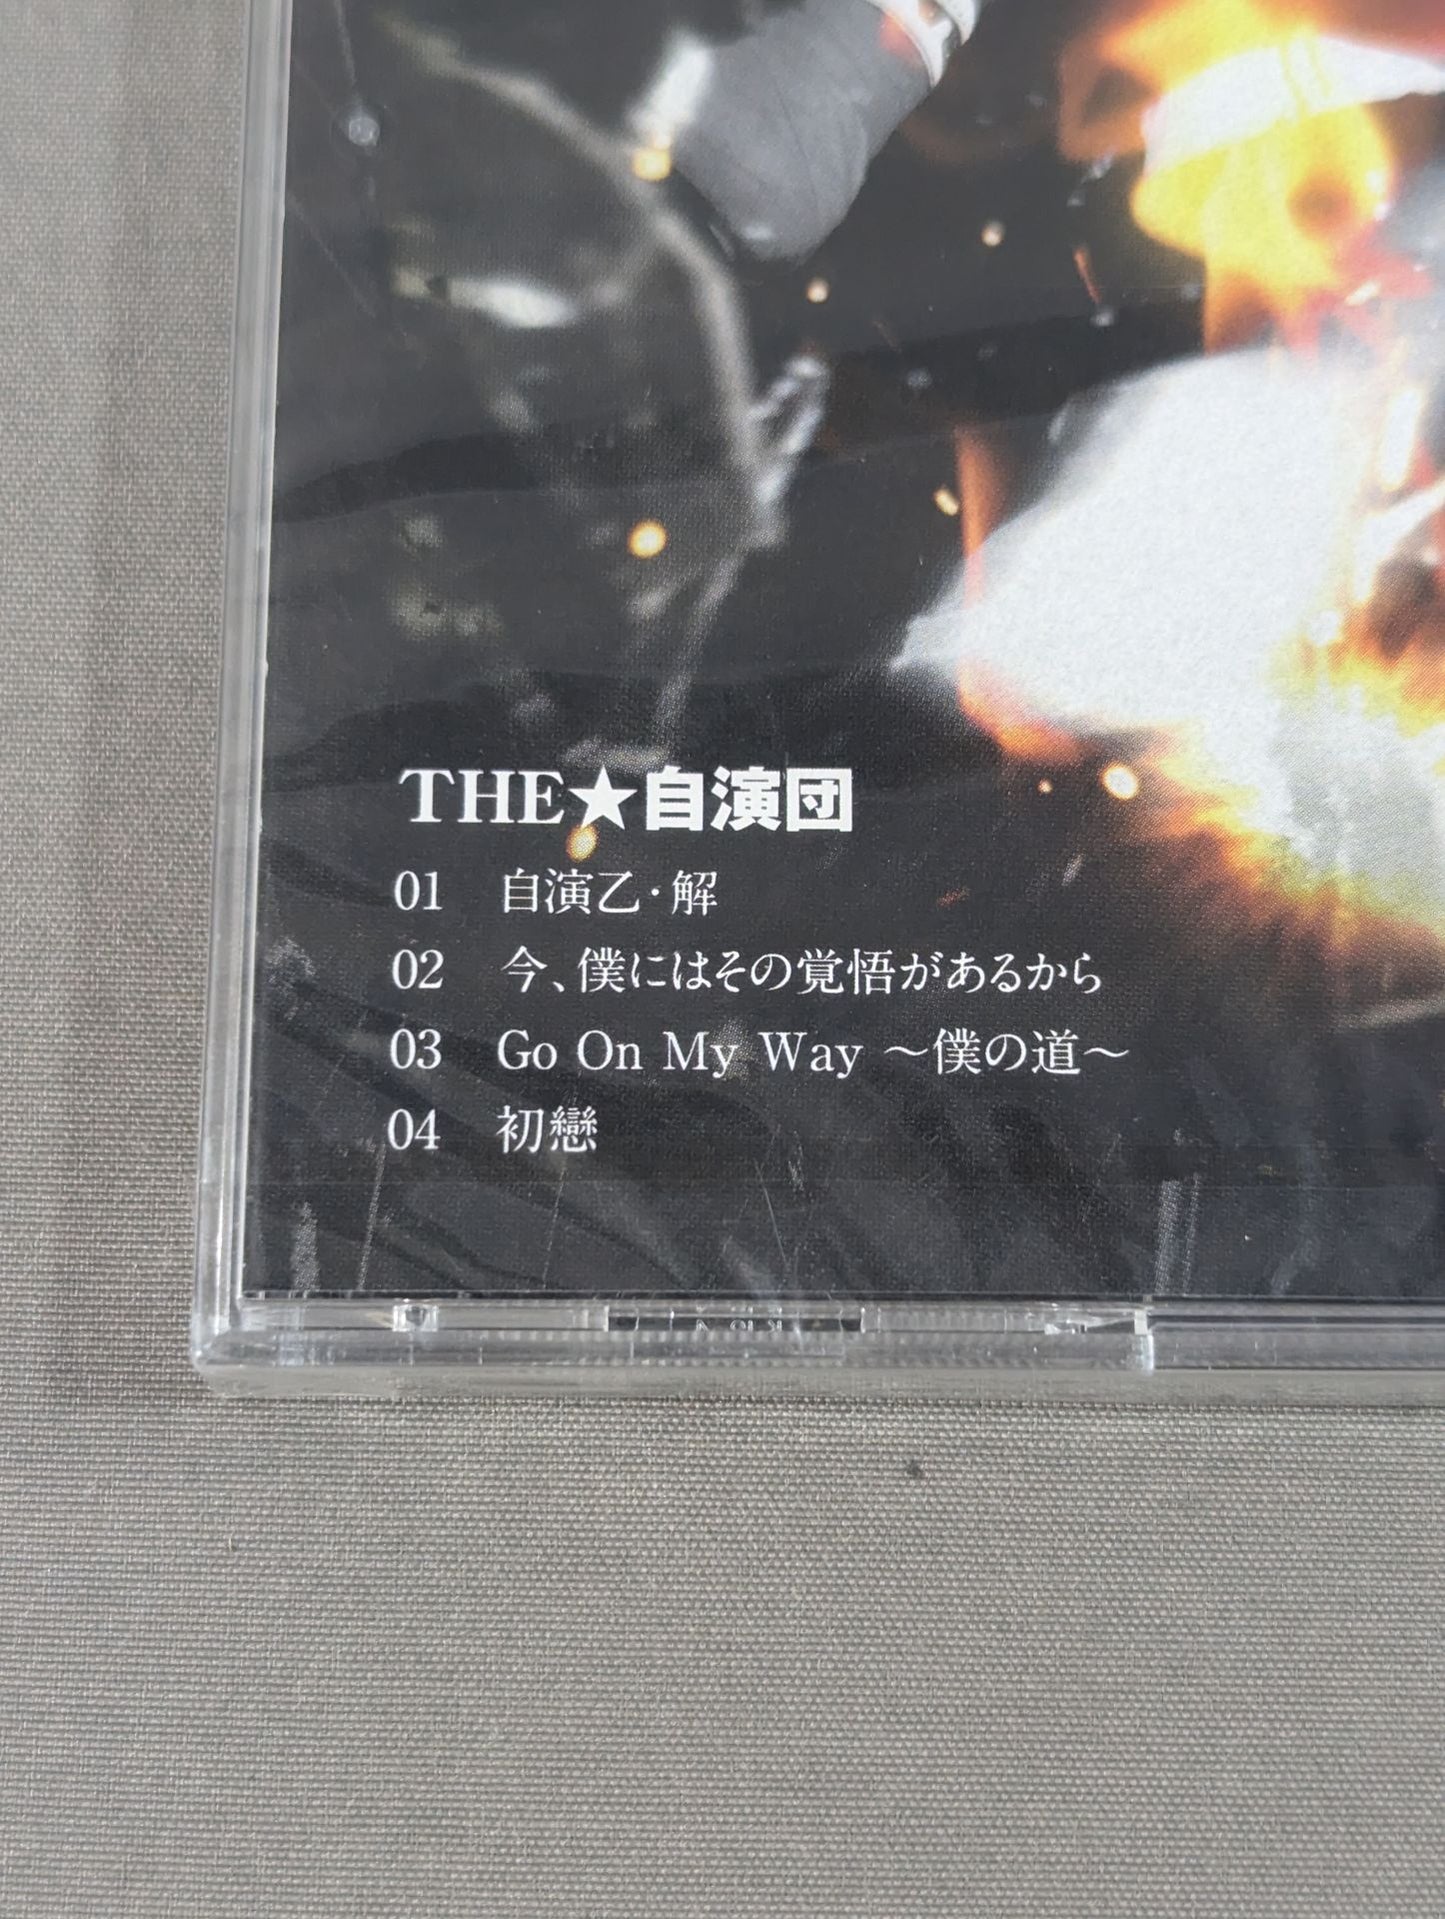 THE★自演団
01 自演乙・解
02 今、僕にはその覚悟があるから
03 Go On My Way ～僕の道～
04 初戀